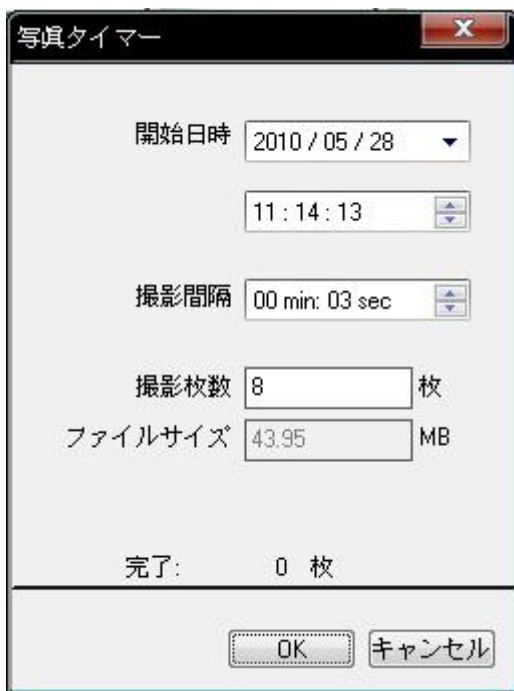 写真タイマー
開始日時 2010 / 05 / 28
11 : 14 : 13
撮影間隔 00 min: 03 sec
撮影枚数 8 枚
ファイルサイズ 43.95 MB
完了: 0 枚
OK キャンセル